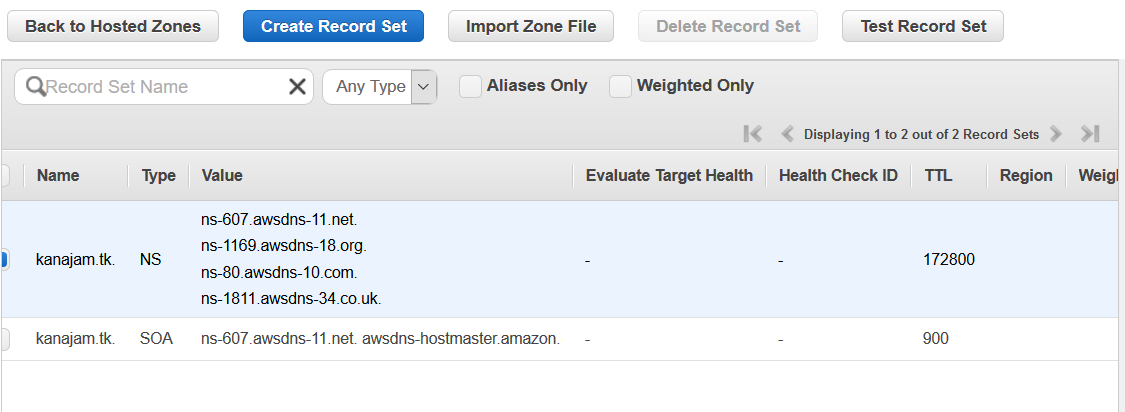 Back to Hosted Zones Create Record Set Import Zone File Delete Record Set Test Record Set
Record Set Name Any Type Aliases Only Weighted Only
Displaying 1 to 2 out of 2 Record Sets
Name Type Value Evaluate Target Health Health Check ID TTL Region Weigh
kanajam.tk. NS ns-607.awsdns-11.net. - - 172800
ns-1169.awsdns-18.org.
ns-80.awsdns-10.com.
ns-1811.awsdns-34.co.uk.
kanajam.tk. SOA ns-607.awsdns-11.net. awsdns-hostmaster.amazon. - - 900